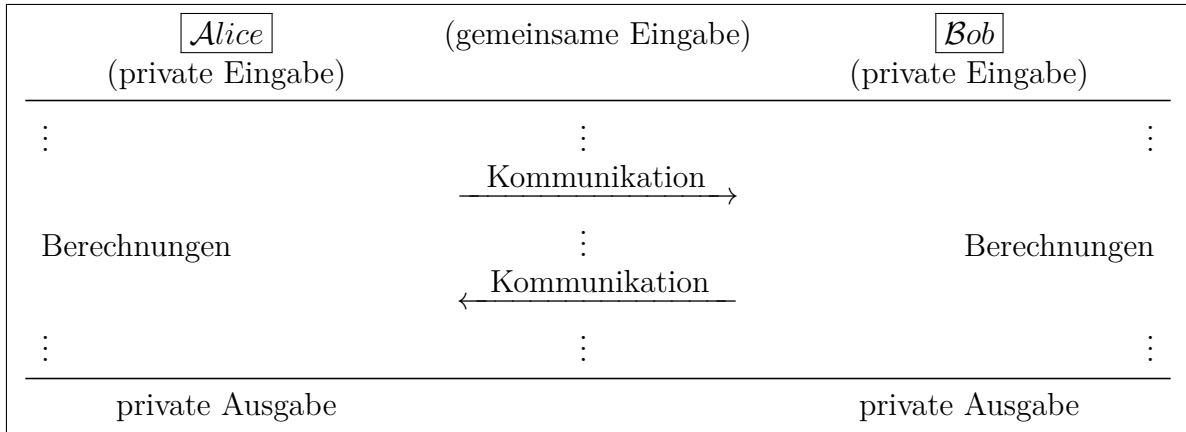 Alice (gemeinsame Eingabe) Bob
(private Eingabe) (private Eingabe)
⋮ ⋮ ⋮
Kommunikation
Berechnungen ⋮ Berechnungen
Kommunikation
⋮ ⋮ ⋮
private Ausgabe private Ausgabe